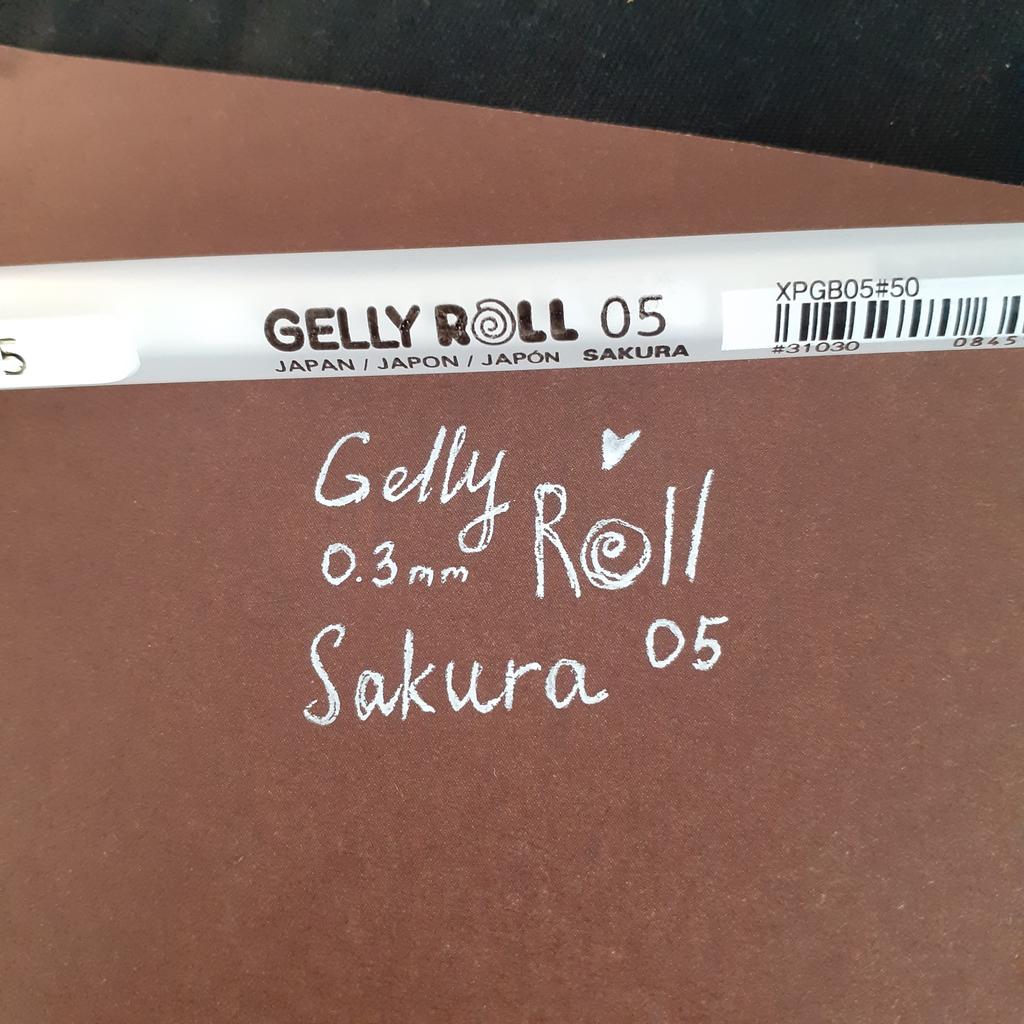 5
GELLY ROLL 05
JAPAN / JAPON / JAPÓN SAKURA
XPGB05#50
#31030 0845
Gelly
Roll
0.3mm
Sakura 05